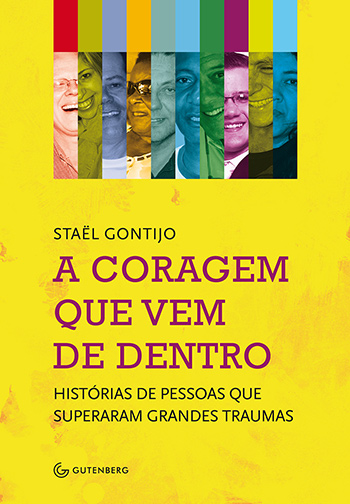 STAËL GONTIJO
A CORAGEM
QUE VEM
DE DENTRO
HISTÓRIAS DE PESSOAS QUE
SUPERARAM GRANDES TRAUMAS
GUTENBERG